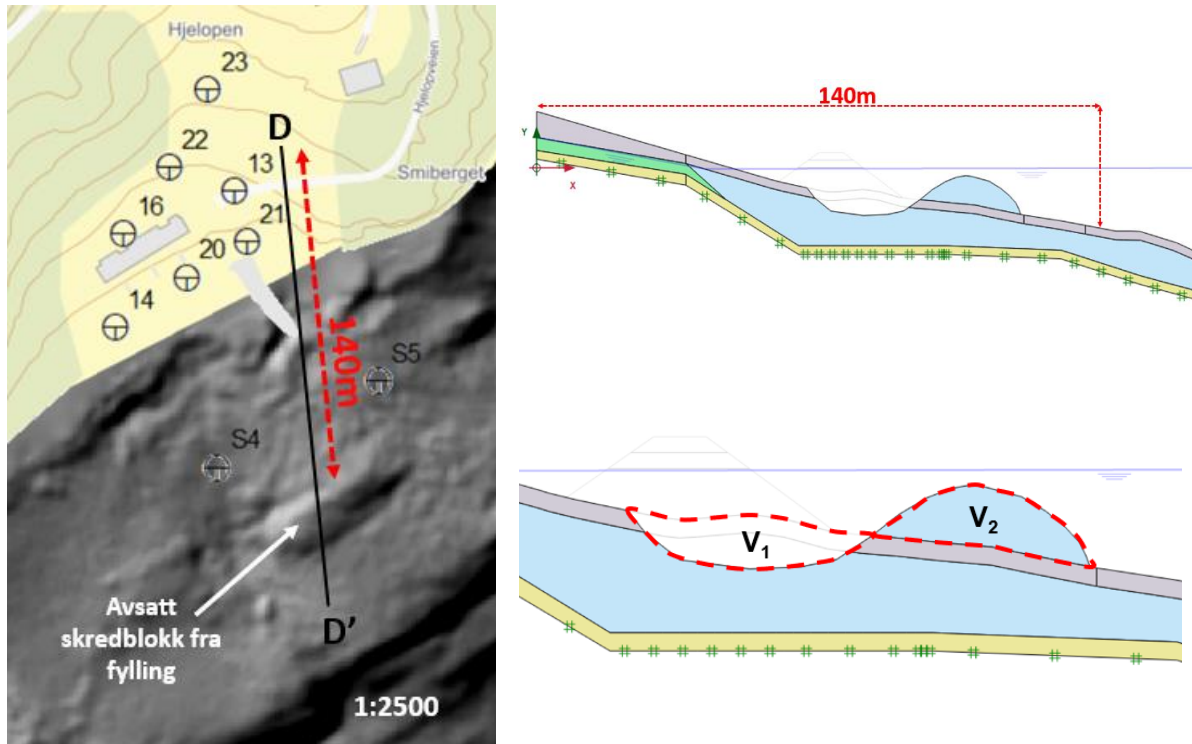 Hjelopen
23
Hjelopveien
D
22
13
Smiberget
16
21
20
14
140m
S5
S4
Avsatt
skredblokk fra
fylling
D'
1:2500
140m
Y
X
V1
V2